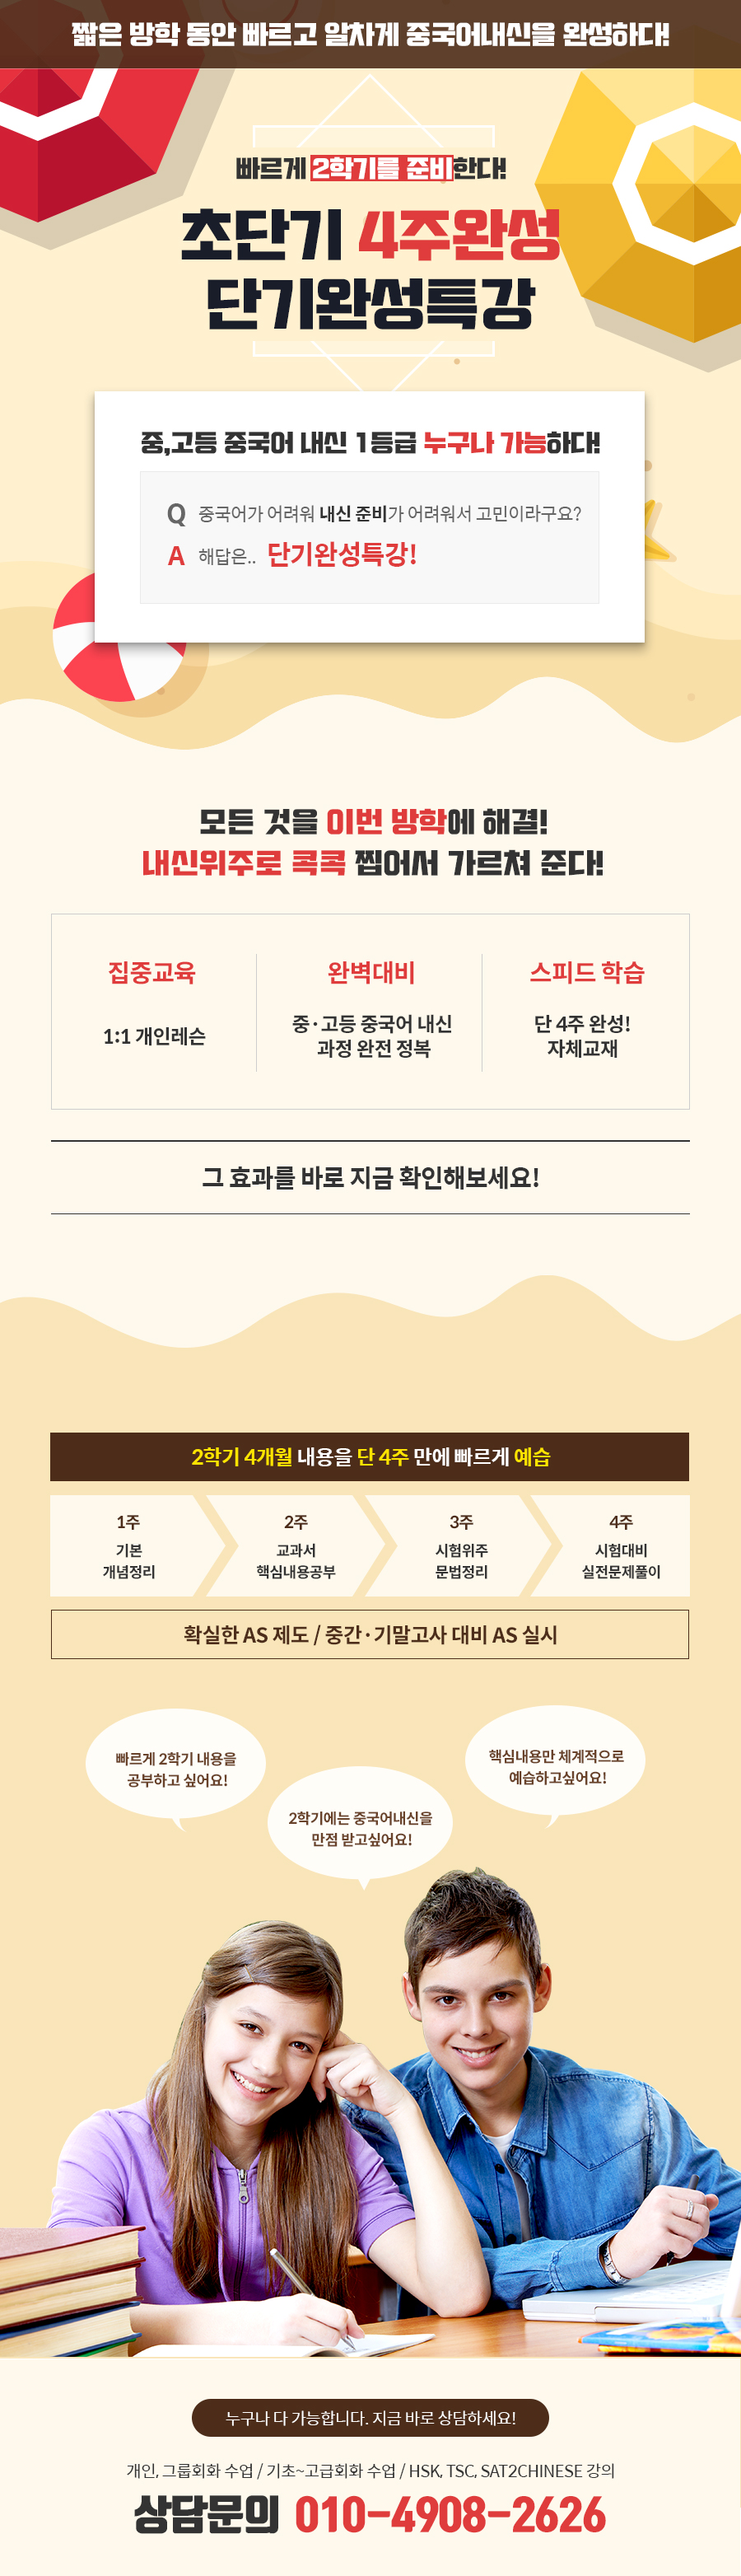 짧은 방학 동안 빠르고 알차게 중국어내신을 완성하다!
빠르게 2학기를 준비한다!
초단기 4주완성
단기완성특강
중,고등 중국어 내신 1등급 누구나 가능하다!
Q 중국어가 어려워 내신 준비가 어려워서 고민이라구요?
A 해답은.. 단기완성특강!
모든 것을 이번 방학에 해결!
내신위주로 콕콕 찝어서 가르쳐 준다!
집중교육
1:1 개인레슨
완벽대비
중·고등 중국어 내신
과정 완전 정복
스피드 학습
단 4주 완성!
자체교재
그 효과를 바로 지금 확인해보세요!
2학기 4개월 내용을 단 4주 만에 빠르게 예습
1주
기본
개념정리
2주
교과서
핵심내용공부
3주
시험위주
문법정리
4주
시험대비
실전문제풀이
확실한 AS 제도 / 중간·기말고사 대비 AS 실시
빠르게 2학기 내용을
공부하고 싶어요!
2학기에는 중국어내신을
만점 받고싶어요!
핵심내용만 체계적으로
예습하고싶어요!
누구나 다 가능합니다. 지금 바로 상담하세요!
개인, 그룹회화 수업 / 기초~고급회화 수업 / HSK, TSC, SAT2CHINESE 강의
상담문의 010-4908-2626